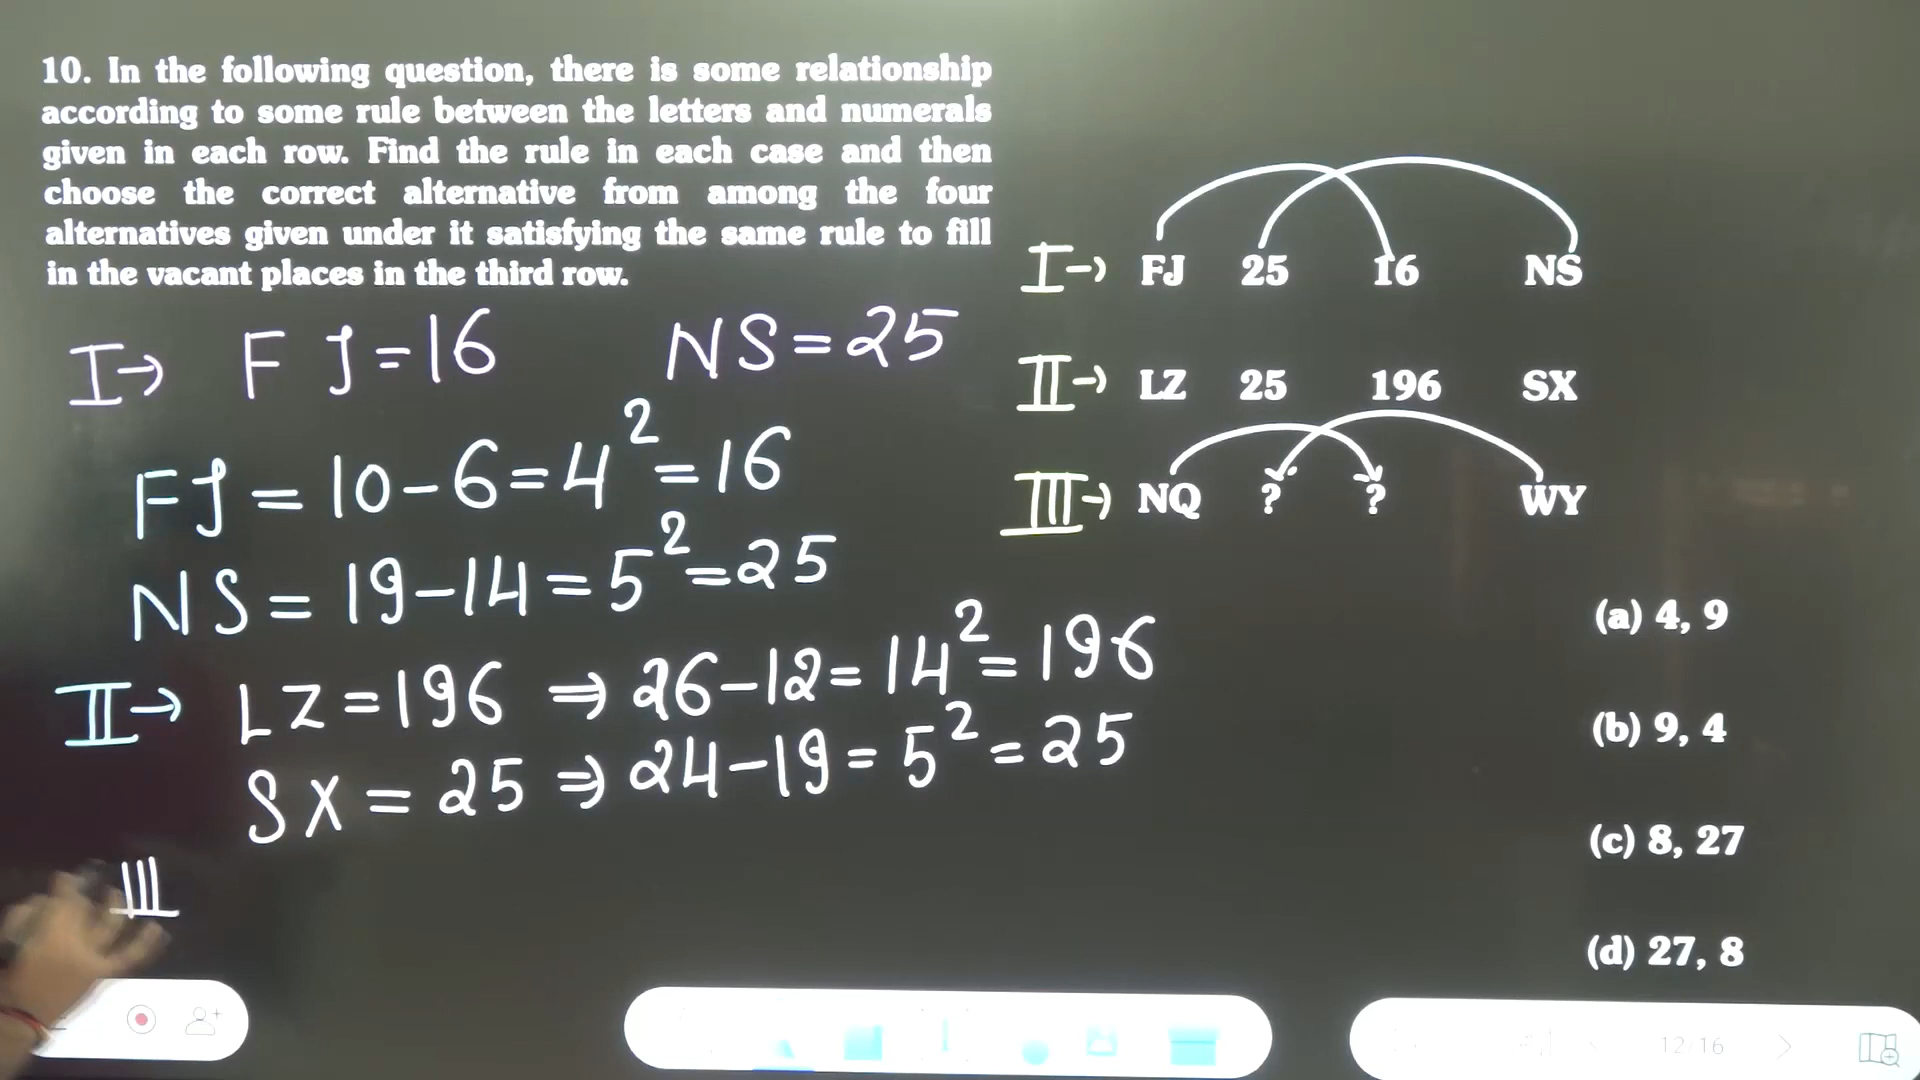 10. In the following question, there is some relationship
according to some rule between the letters and numerals
given in each row. Find the rule in each case and then
choose the correct alternative from among the four
alternatives given under it satisfying the same rule to fill
in the vacant places in the third row.
I→ FJ 25 16 NS
II→ LZ 25 196 SX
III→ NQ ? ? WY
(a) 4, 9
(b) 9, 4
(c) 8, 27
(d) 27, 8
I→ FJ=16 NS=25
FJ = 10-6=4²=16
NS = 19-14=5²=25
II→ LZ=196 ⇒ 26-12=14²=196
SX = 25 ⇒ 24-19=5²=25
III
12/16